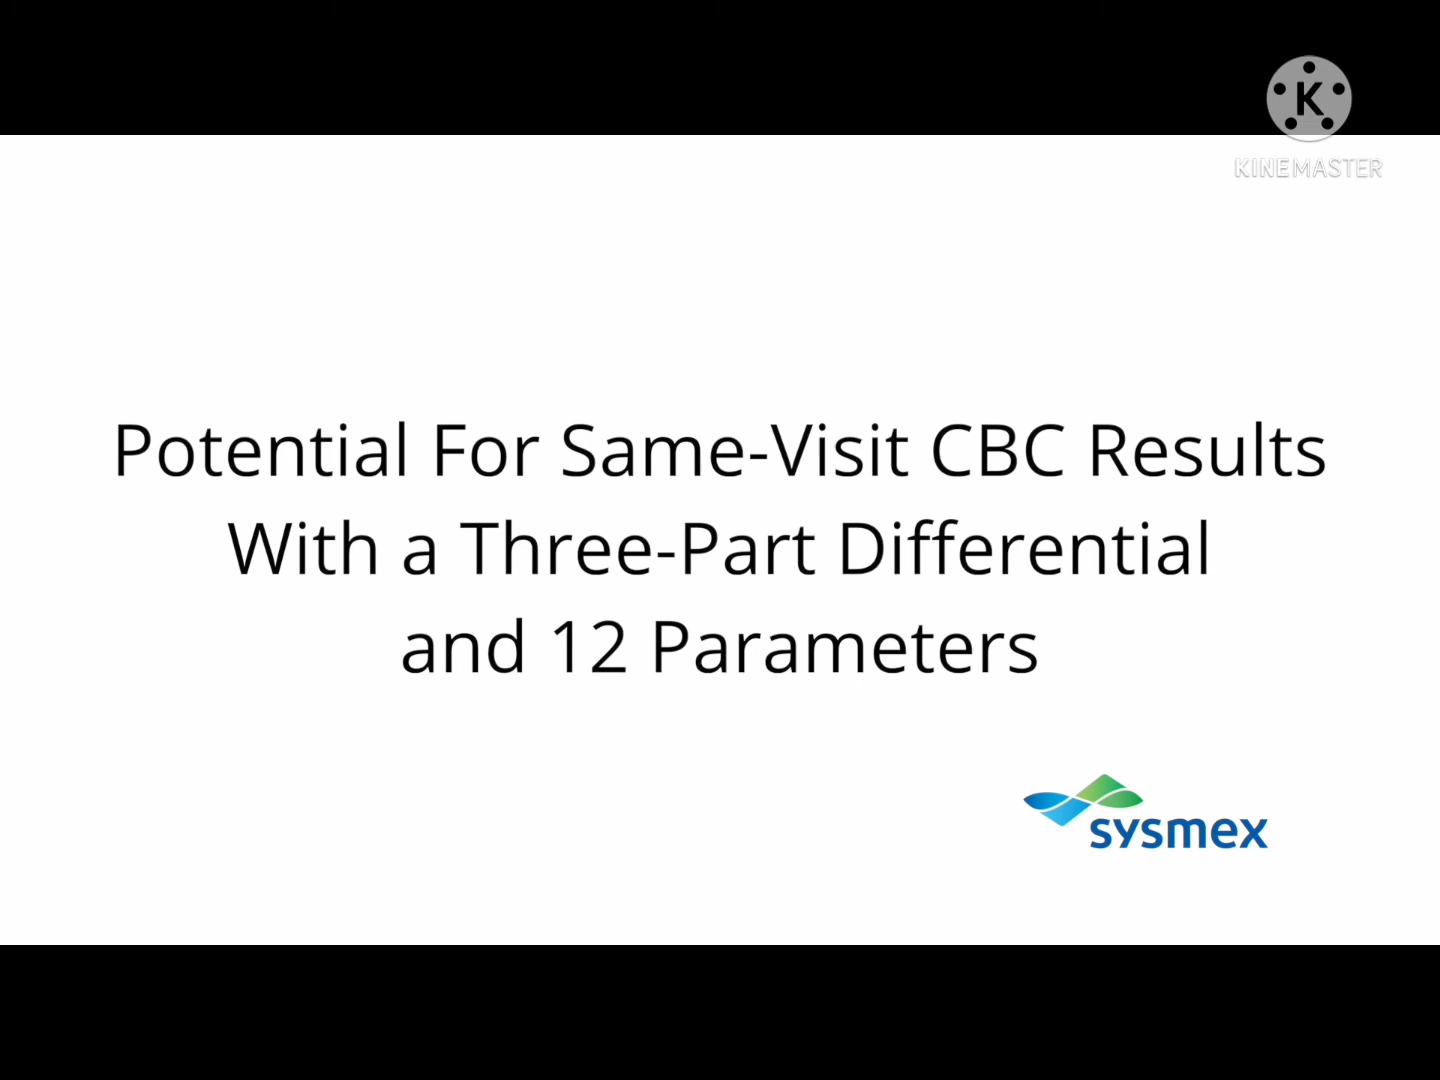 K
KINEMASTER
Potential For Same-Visit CBC Results
With a Three-Part Differential
and 12 Parameters
sysmex